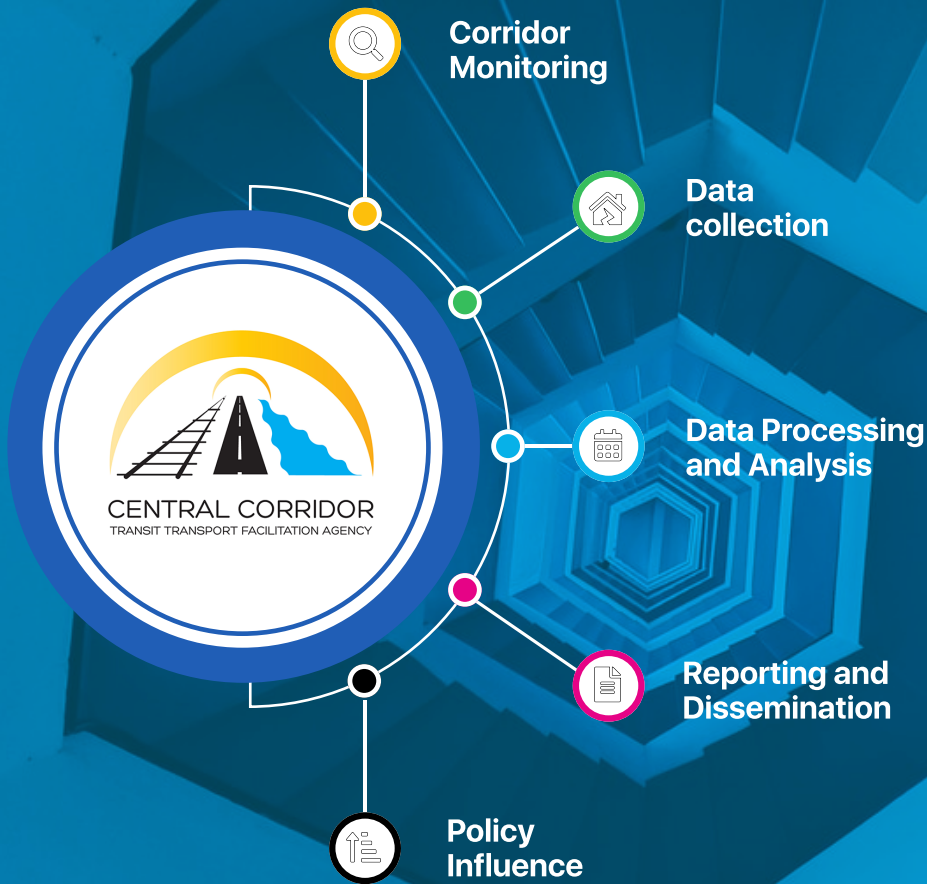 Corridor
Monitoring
Data
collection
CENTRAL CORRIDOR
TRANSIT TRANSPORT FACILITATION AGENCY
Data Processing
and Analysis
Reporting and
Dissemination
Policy
Influence